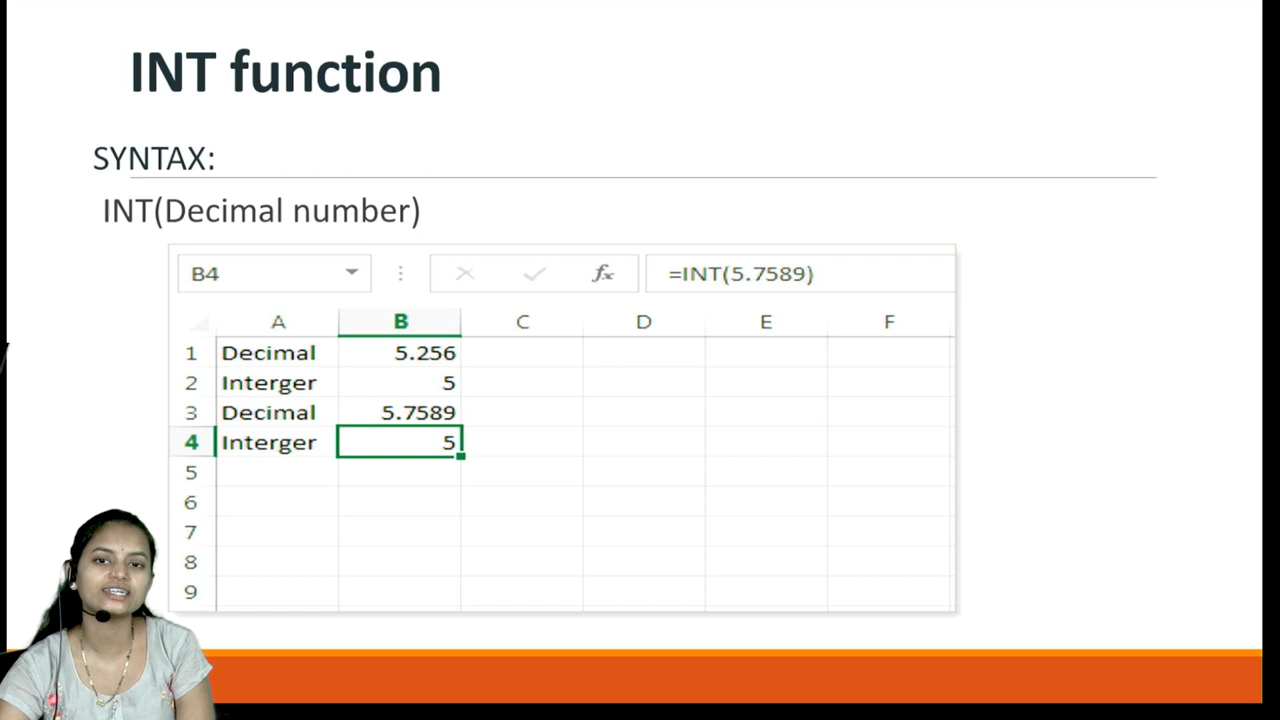 INT function
SYNTAX:
INT(Decimal number)
B4 fx =INT(5.7589)
A B C D E F
1 Decimal 5.256
2 Interger 5
3 Decimal 5.7589
4 Interger 5
5
6
7
8
9